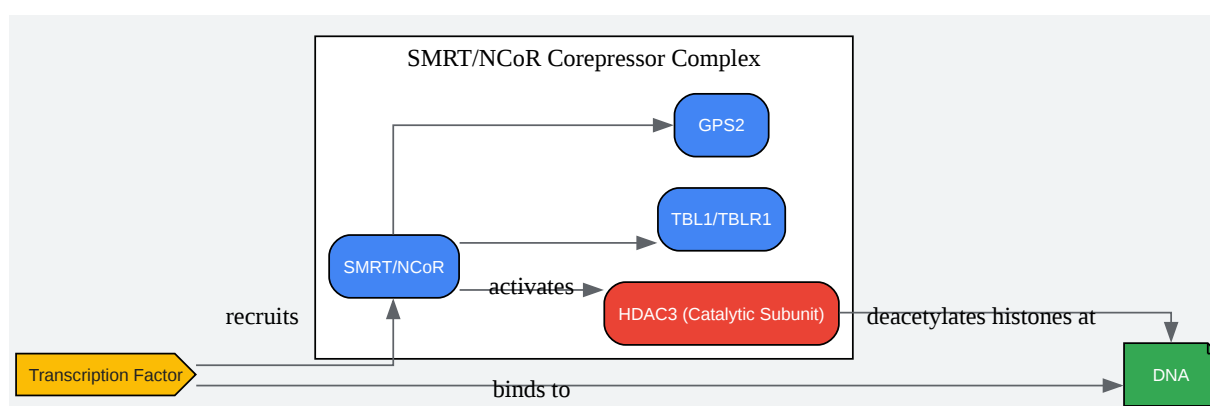 SMRT/NCoR Corepressor Complex
GPS2
TBL1/TBLR1
SMRT/NCoR
activates
HDAC3 (Catalytic Subunit)
recruits
deacetylates histones at
Transcription Factor
binds to
DNA